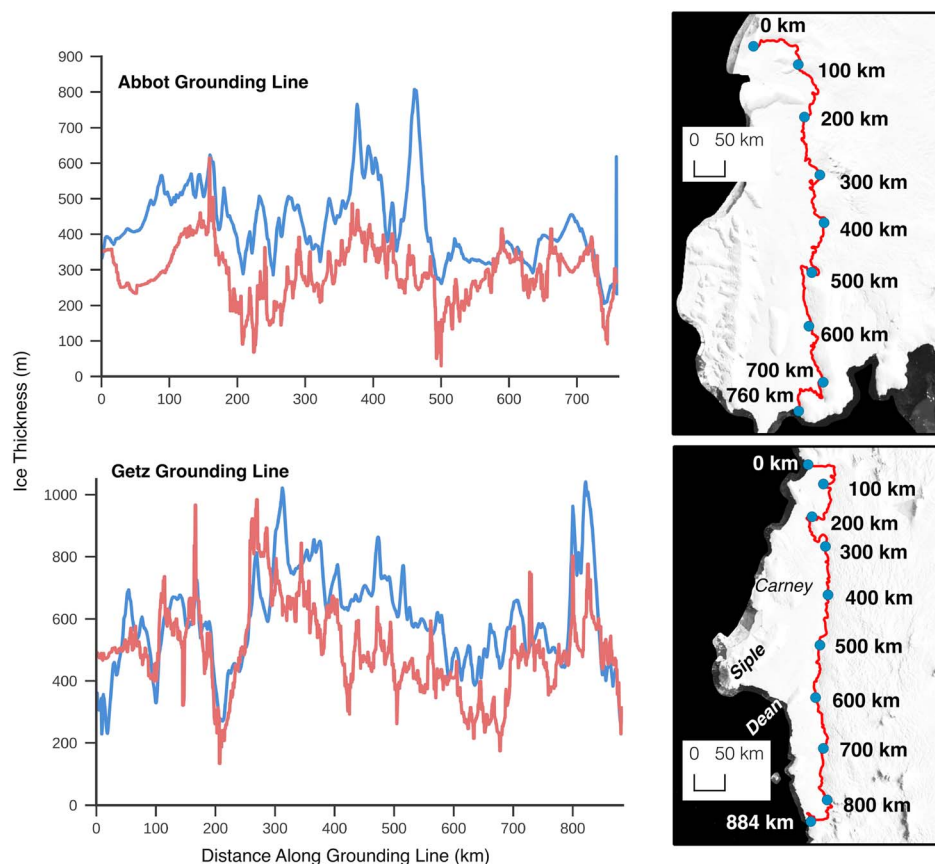 Abbot Grounding Line
900
800
700
600
500
400
300
200
100
0
0 100 200 300 400 500 600 700
Ice Thickness (m)
Getz Grounding Line
1000
800
600
400
200
0
0 100 200 300 400 500 600 700 800
Distance Along Grounding Line (km)
0 km
100 km
200 km
0 50 km
300 km
400 km
500 km
600 km
700 km
760 km
0 km
100 km
200 km
300 km
Carney
400 km
500 km
Siple
600 km
Dean
700 km
0 50 km
800 km
884 km